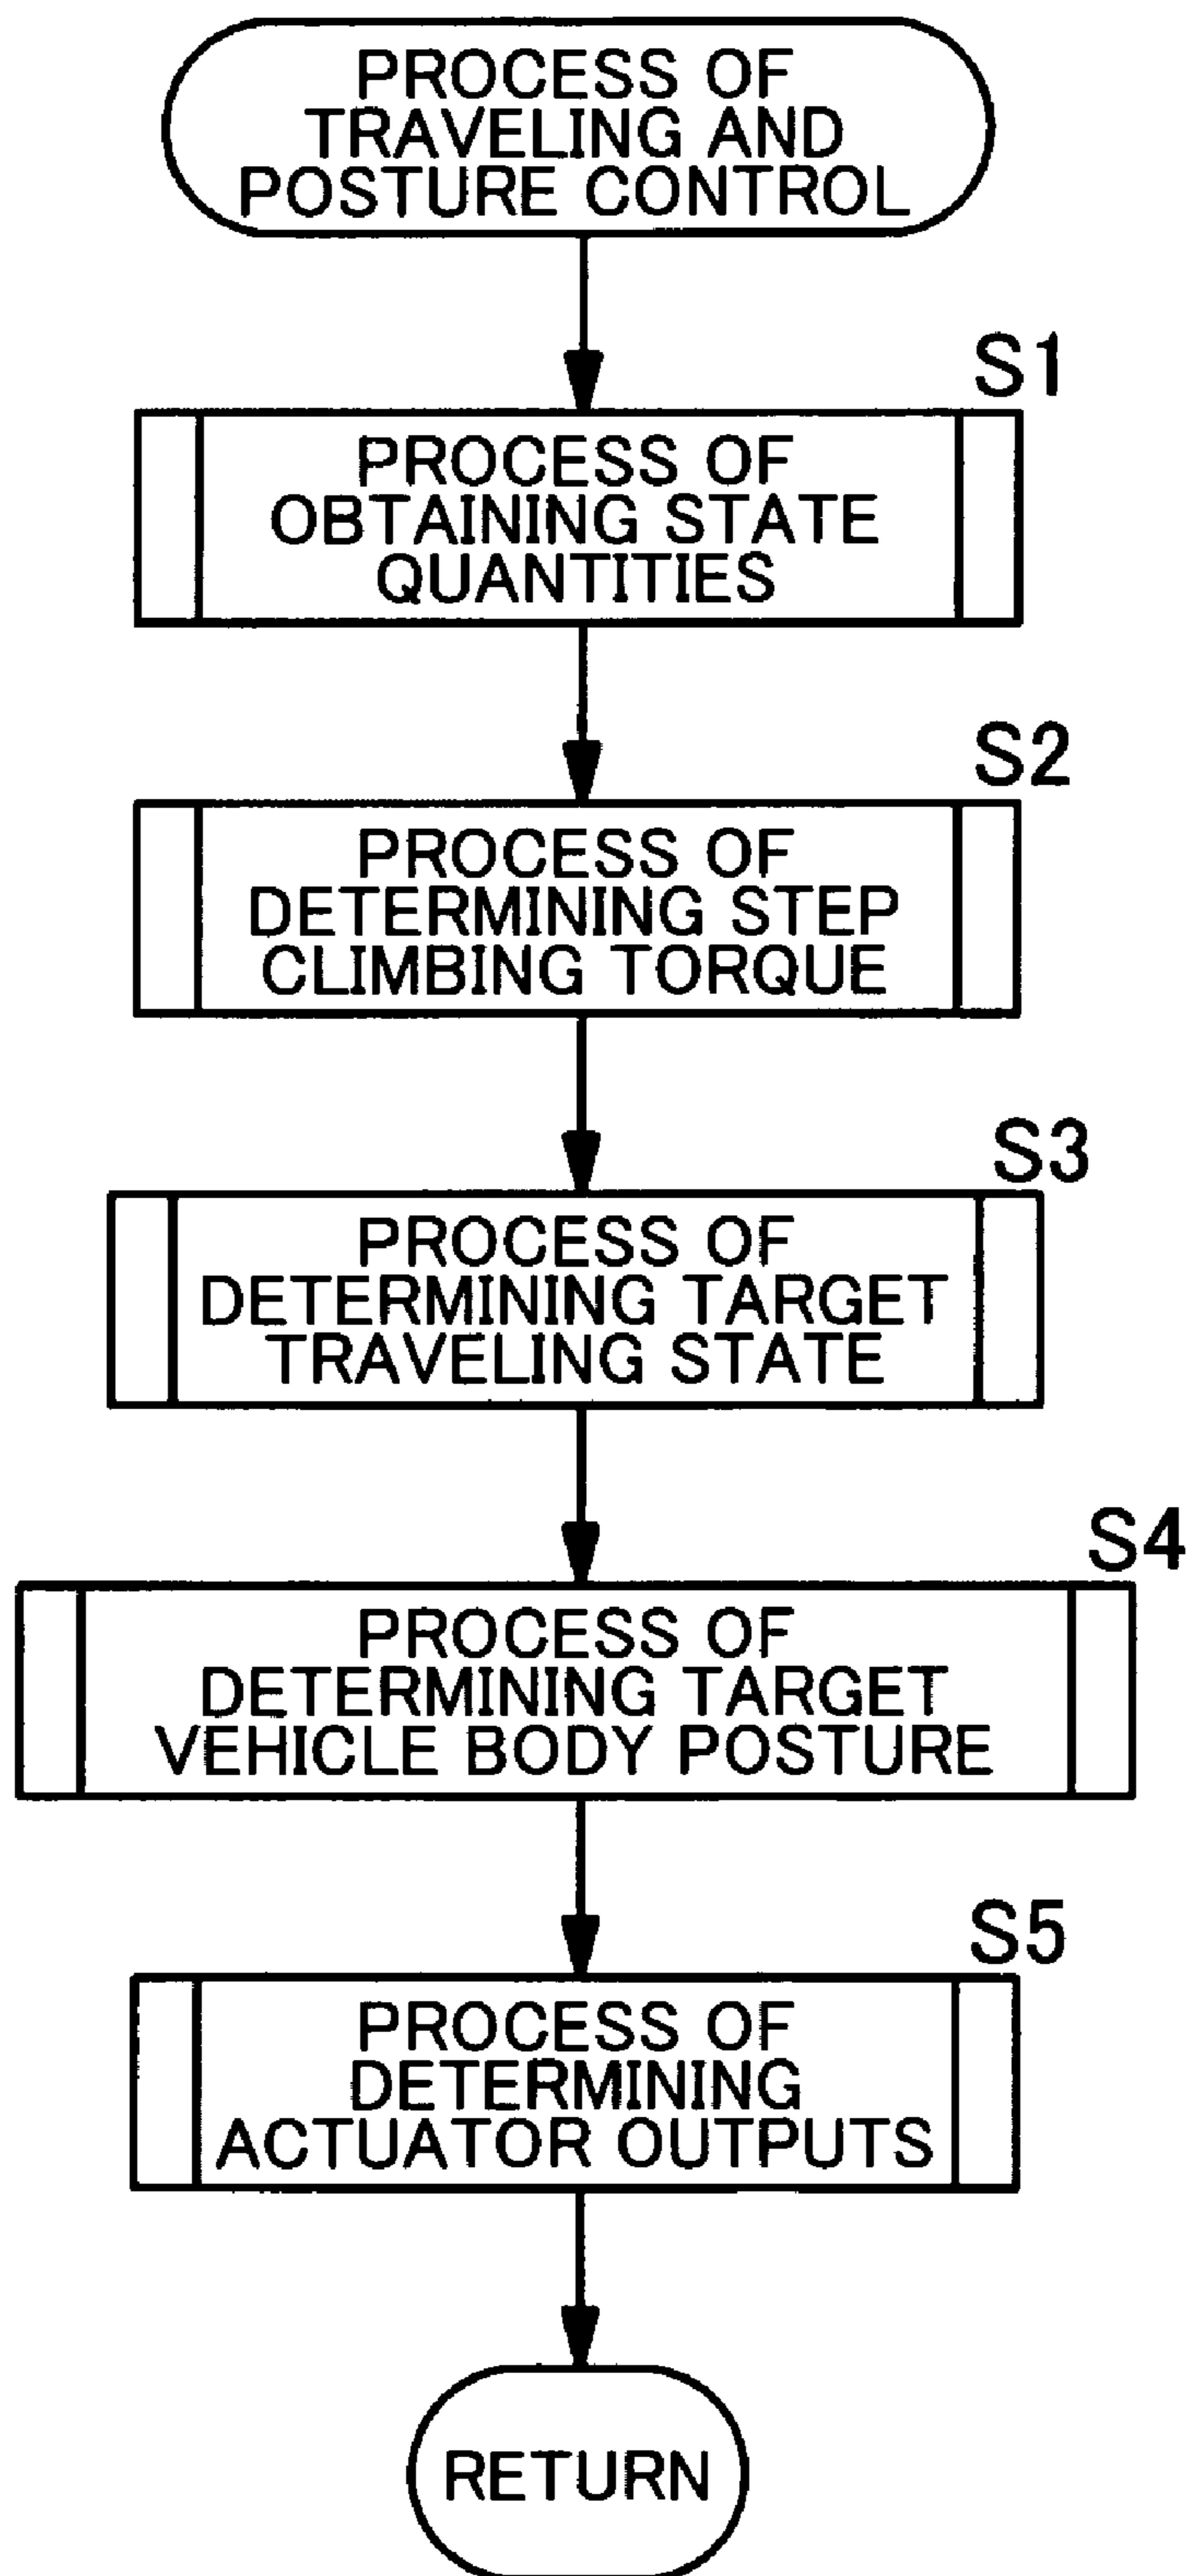 PROCESS OF
TRAVELING AND
POSTURE CONTROL
S1
PROCESS OF
OBTAINING STATE
QUANTITIES
S2
PROCESS OF
DETERMINING STEP
CLIMBING TORQUE
S3
PROCESS OF
DETERMINING TARGET
TRAVELING STATE
S4
PROCESS OF
DETERMINING TARGET
VEHICLE BODY POSTURE
S5
PROCESS OF
DETERMINING
ACTUATOR OUTPUTS
RETURN